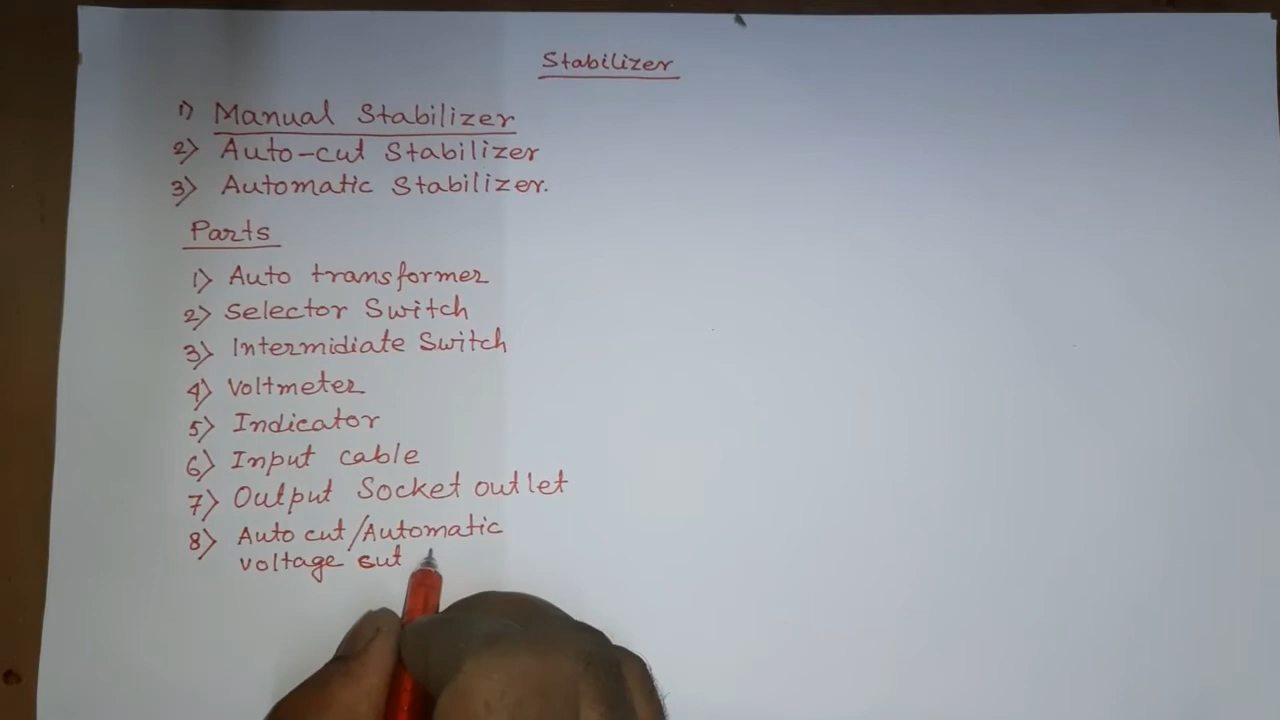 Stabilizer
1) Manual Stabilizer
2) Auto-cut Stabilizer
3) Automatic Stabilizer.
Parts
1) Auto transformer
2) Selector Switch
3) Intermidiate Switch
4) Voltmeter
5) Indicator
6) Input cable
7) Output Socket outlet
8) Auto cut/Automatic
voltage cut